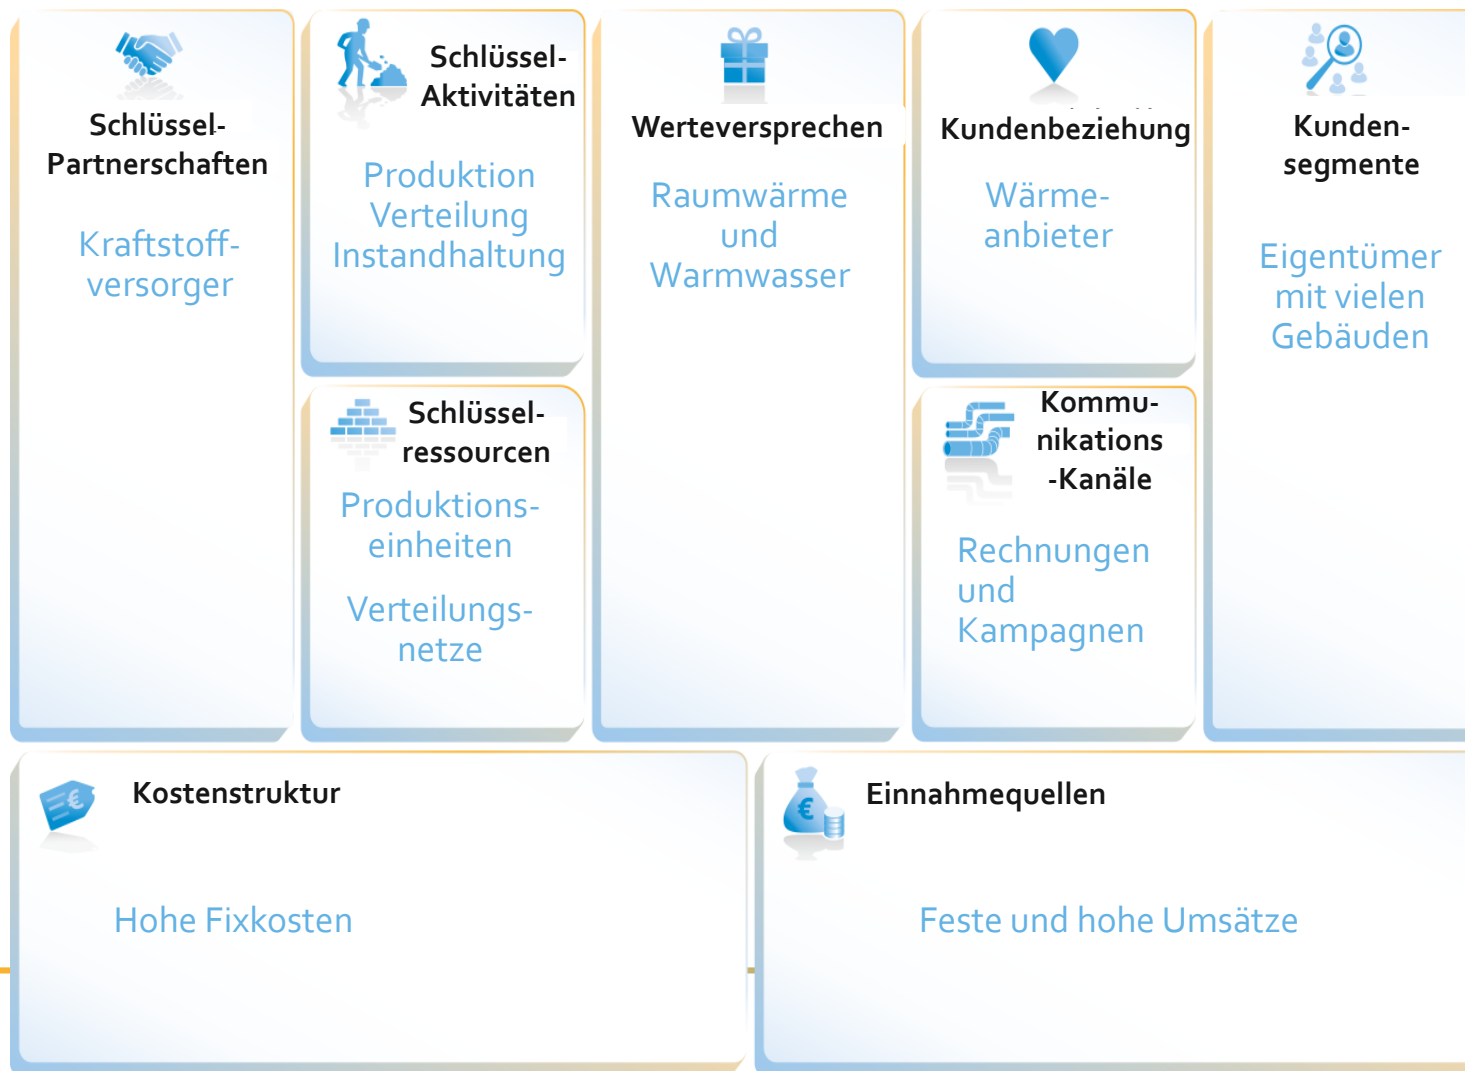 Schlüssel-
Partnerschaften
Kraftstoff-
versorger
Schlüssel-
Aktivitäten
Produktion
Verteilung
Instandhaltung
Schlüssel-
ressourcen
Produktions-
einheiten
Verteilungs-
netze
Werteversprechen
Raumwärme
und
Warmwasser
Kundenbeziehung
Wärme-
anbieter
Kommu-
nikations
-Kanäle
Rechnungen
und
Kampagnen
Kunden-
segmente
Eigentümer
mit vielen
Gebäuden
€
Kostenstruktur
Hohe Fixkosten
€
Einnahmequellen
Feste und hohe Umsätze